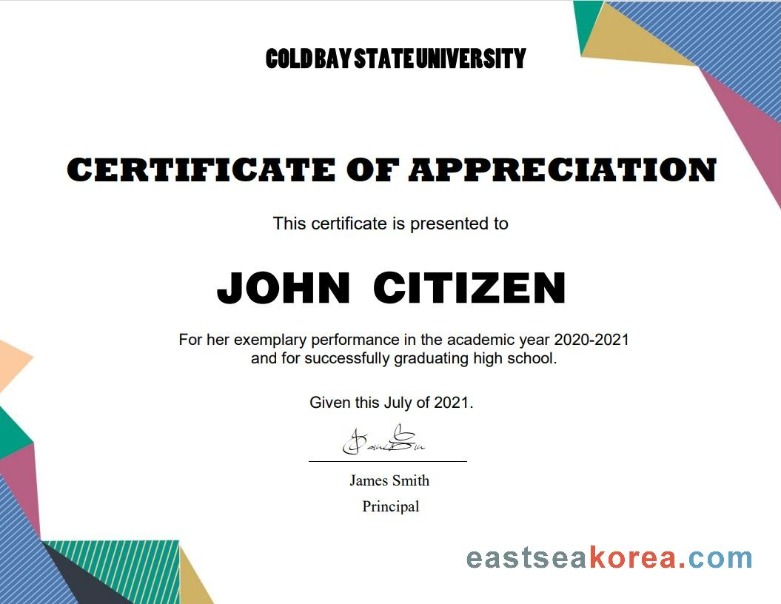 COLD BAY STATE UNIVERSITY
CERTIFICATE OF APPRECIATION
This certificate is presented to
JOHN CITIZEN
For her exemplary performance in the academic year 2020-2021
and for successfully graduating high school.
Given this July of 2021.
James Smith
Principal
eastseakorea.com